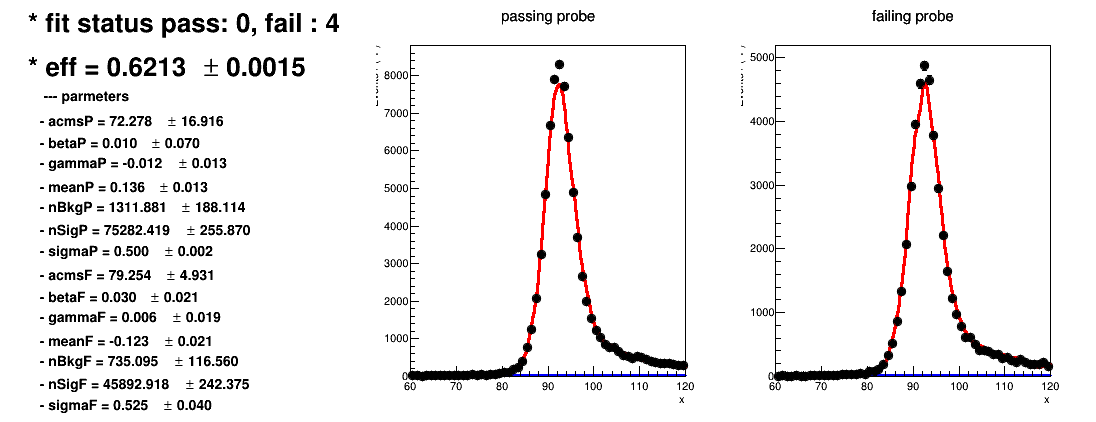 * fit status pass: 0, fail : 4
* eff = 0.6213 ± 0.0015
--- parmeters
- acmsP = 72.278 ± 16.916
- betaP = 0.010 ± 0.070
- gammaP = -0.012 ± 0.013
- meanP = 0.136 ± 0.013
- nBkgP = 1311.881 ± 188.114
- nSigP = 75282.419 ± 255.870
- sigmaP = 0.500 ± 0.002
- acmsF = 79.254 ± 4.931
- betaF = 0.030 ± 0.021
- gammaF = 0.006 ± 0.019
- meanF = -0.123 ± 0.021
- nBkgF = 735.095 ± 116.560
- nSigF = 45892.918 ± 242.375
- sigmaF = 0.525 ± 0.040
passing probe
8000
7000
6000
5000
4000
3000
2000
1000
0
60 70 80 90 100 110 120
x
failing probe
5000
4000
3000
2000
1000
0
60 70 80 90 100 110 120
x